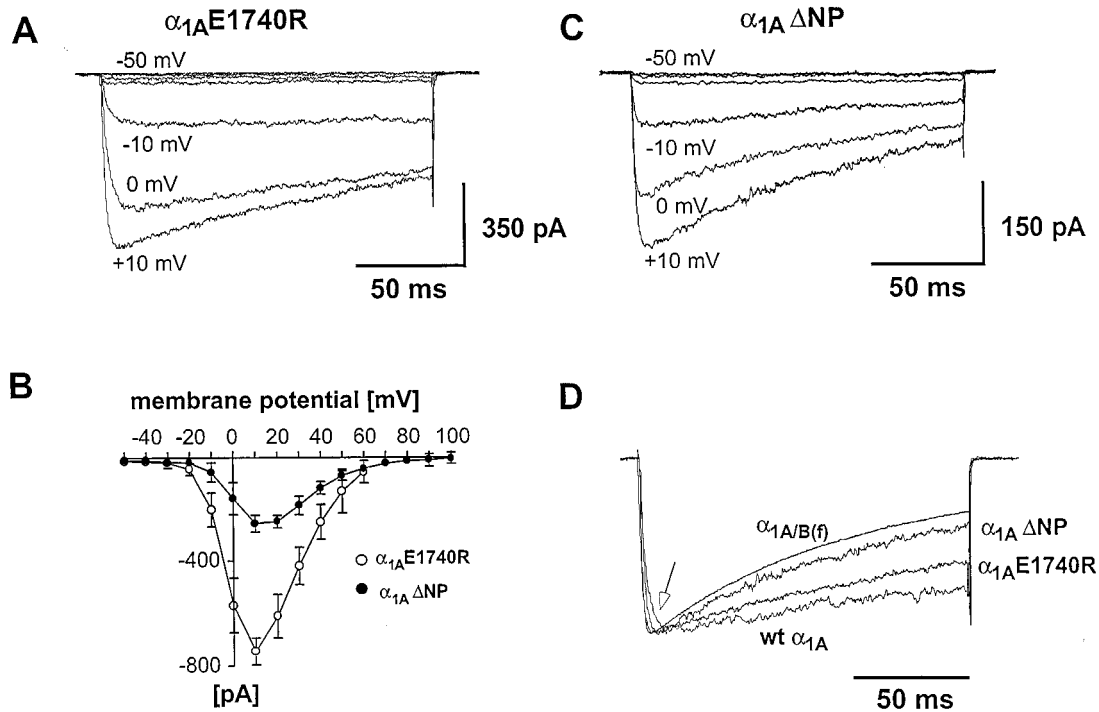 A
α1AE1740R
-50 mV
-10 mV
0 mV
+10 mV
350 pA
50 ms
C
α1A ΔNP
-50 mV
-10 mV
0 mV
+10 mV
150 pA
50 ms
B
membrane potential [mV]
-40 -20 0 20 40 60 80 100
-400
-800
[pA]
α1AE1740R
α1A ΔNP
D
α1A/B(f)
α1A ΔNP
α1AE1740R
wt α1A
50 ms